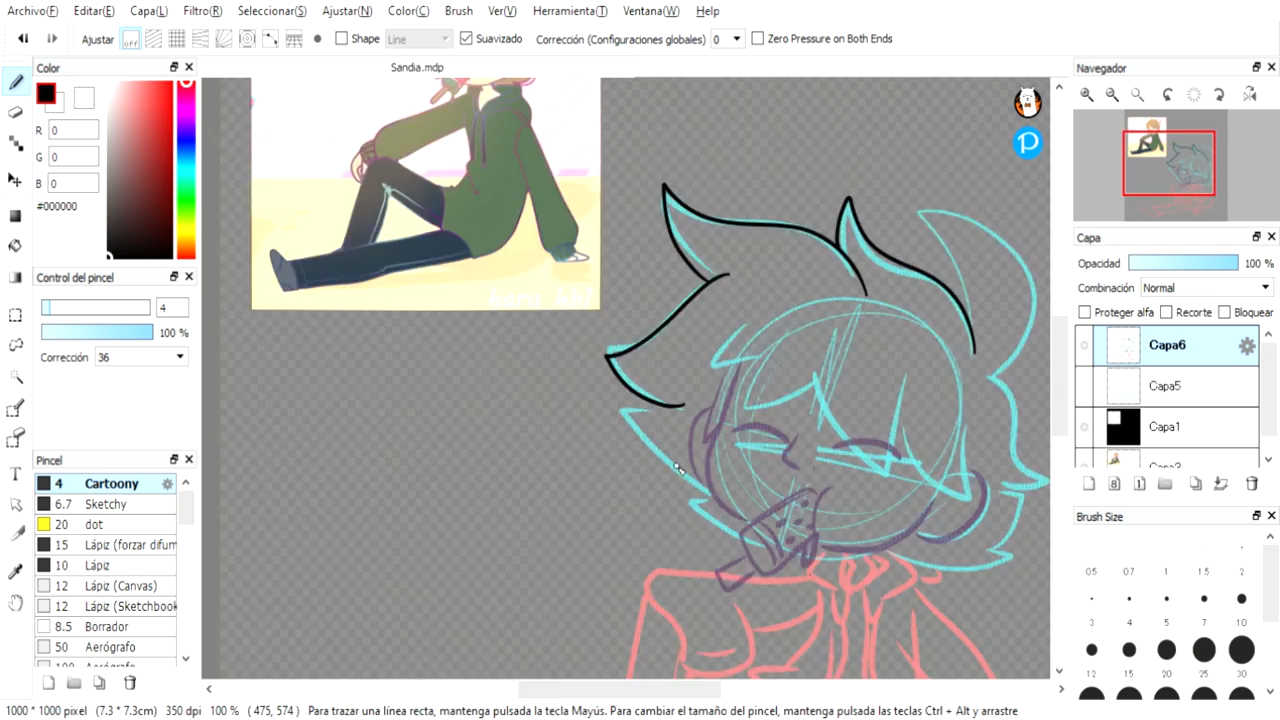 Archivo(F) Editar(E) Capa(L) Filtro(R) Seleccionar(S) Ajustar(N) Color(C) Brush Ver(V) Herramienta(T) Ventana(W) Help
Ajustar off Shape Line Suavizado Corrección (Configuraciones globales) 0 Zero Pressure on Both Ends
Color
Sandia.mdp
Navegador
R 0
G 0
B 0
#000000
Control del pincel
4
100 %
Corrección 36
Capa
Opacidad 100 %
Combinación Normal
Proteger alfa Recorte Bloquear
Capa6
Capa5
Capa1
Pincel
4 Cartoony
6.7 Sketchy
20 dot
15 Lápiz (forzar difum
10 Lápiz
12 Lápiz (Canvas)
12 Lápiz (Sketchbook
8.5 Borrador
50 Aerógrafo
100 Aerógrafo
Brush Size
0.5 0.7 1 1.5 2
3 4 5 7 10
12 15 20 25 30
1000 * 1000 pixel (7.3 * 7.3cm) 350 dpi 100 % ( 475, 574 ) Para trazar una línea recta, mantenga pulsada la tecla Mayús. Para cambiar el tamaño del pincel, mantenga pulsadas las teclas Ctrl + Alt y arrastre